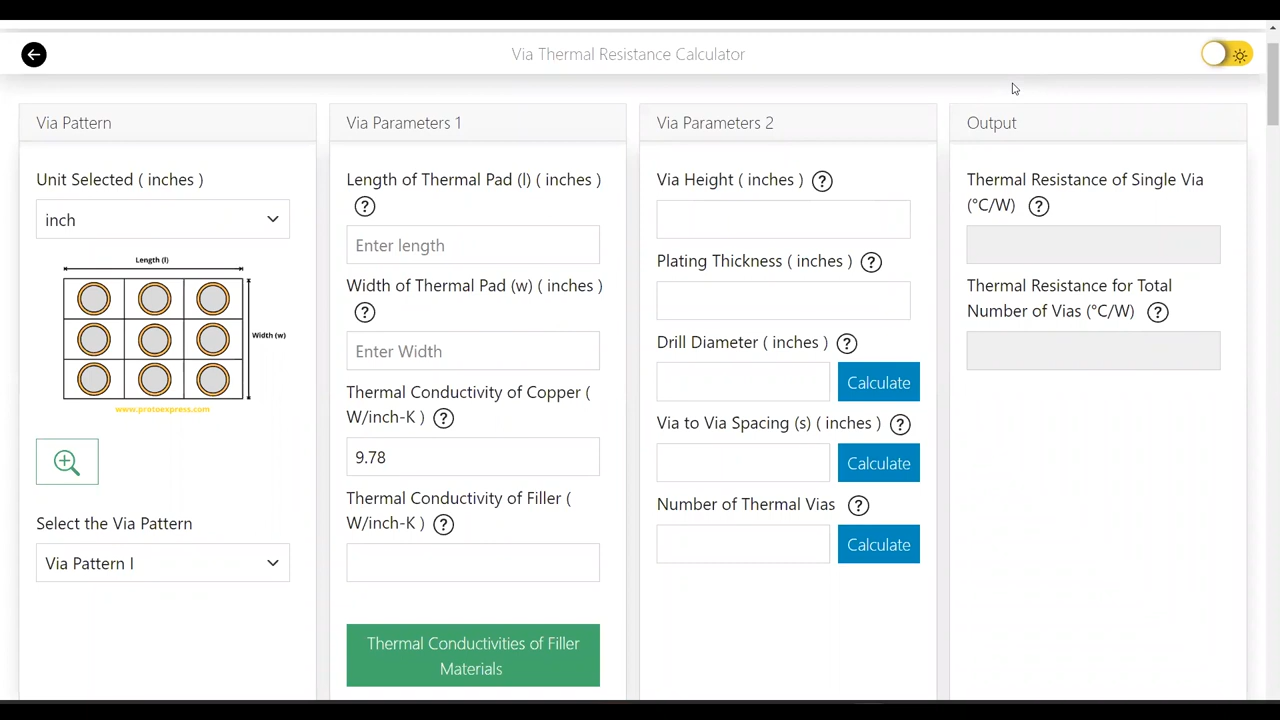 Via Thermal Resistance Calculator
Via Pattern
Unit Selected ( inches )
inch
Length (l)
Width (w)
www.protoexpress.com
Select the Via Pattern
Via Pattern I
Via Parameters 1
Length of Thermal Pad (l) ( inches )
?
Enter length
Width of Thermal Pad (w) ( inches )
?
Enter Width
Thermal Conductivity of Copper (
W/inch-K ) ?
9.78
Thermal Conductivity of Filler (
W/inch-K ) ?
Thermal Conductivities of Filler
Materials
Via Parameters 2
Via Height ( inches ) ?
Plating Thickness ( inches ) ?
Drill Diameter ( inches ) ?
Calculate
Via to Via Spacing (s) ( inches ) ?
Calculate
Number of Thermal Vias ?
Calculate
Output
Thermal Resistance of Single Via
(°C/W) ?
Thermal Resistance for Total
Number of Vias (°C/W) ?